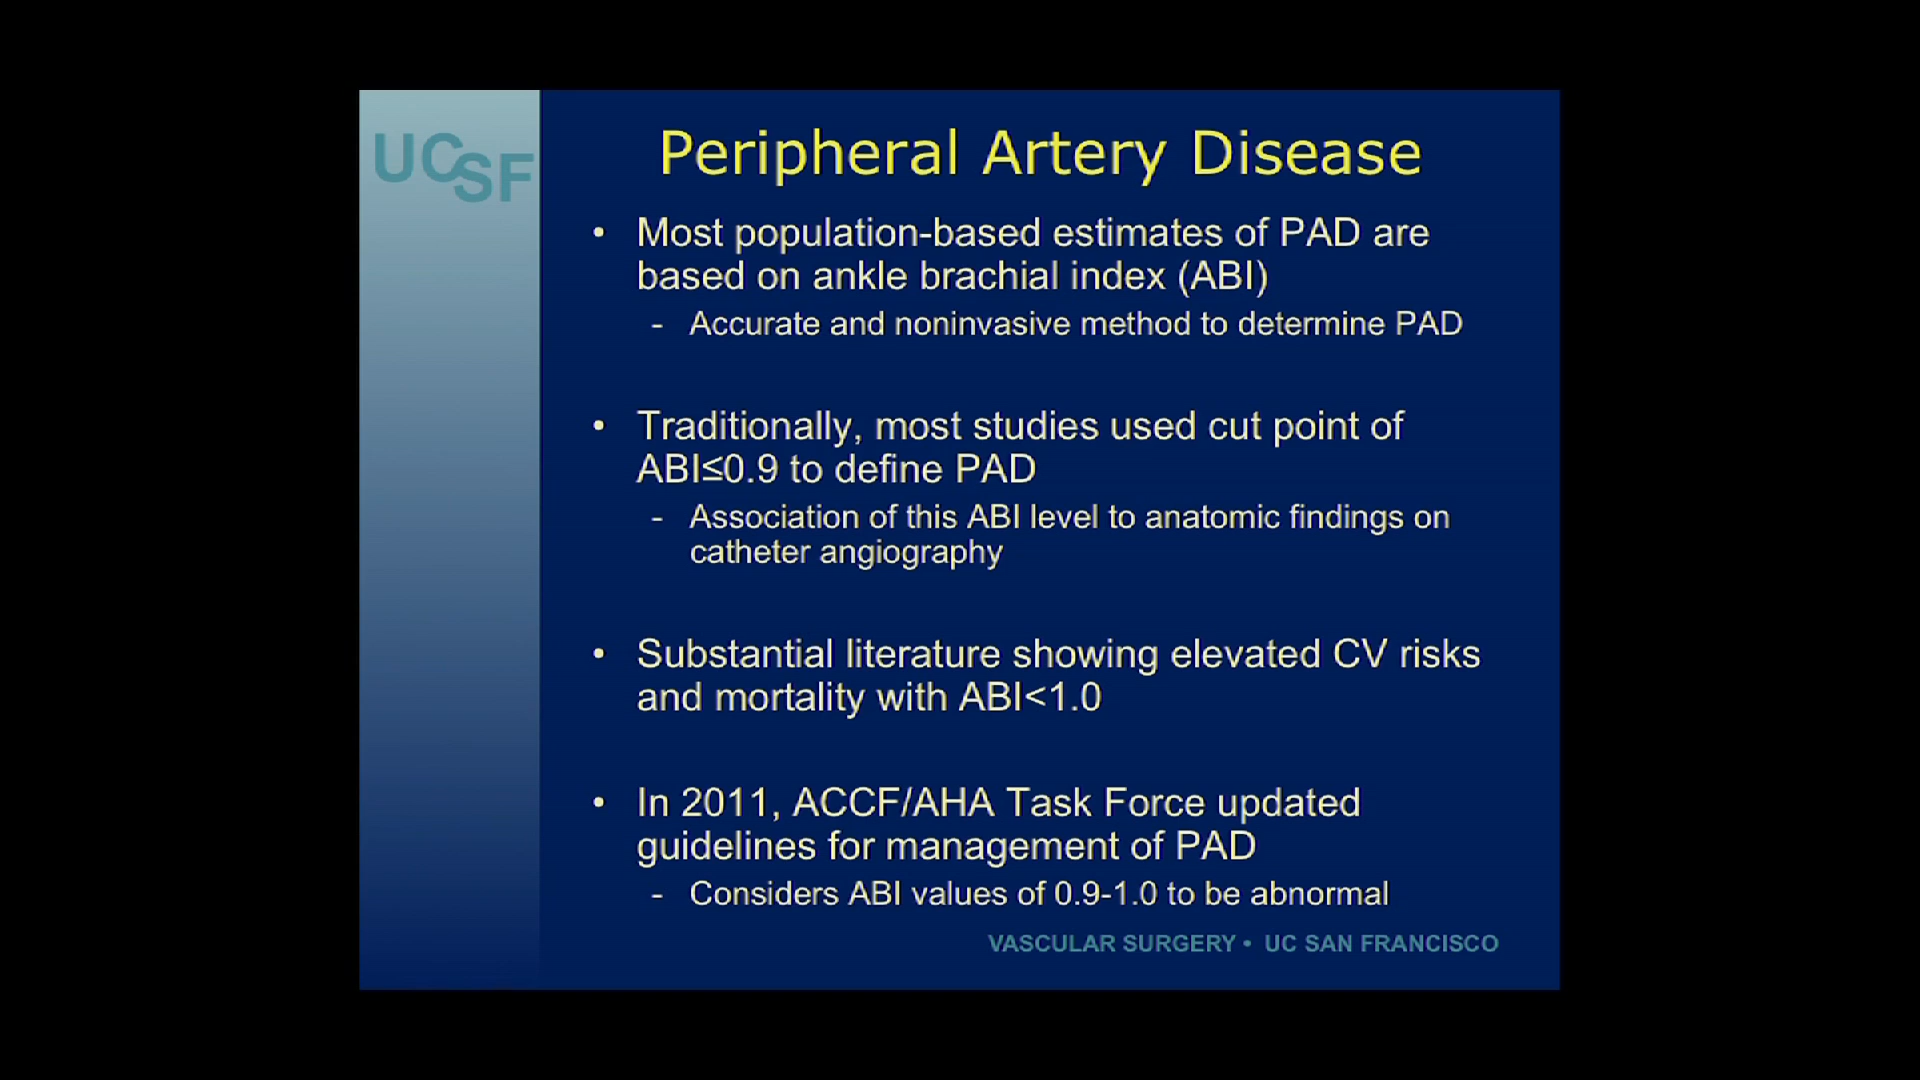 UCSF
Peripheral Artery Disease
• Most population-based estimates of PAD are
based on ankle brachial index (ABI)
- Accurate and noninvasive method to determine PAD
• Traditionally, most studies used cut point of
ABI≤0.9 to define PAD
- Association of this ABI level to anatomic findings on
catheter angiography
• Substantial literature showing elevated CV risks
and mortality with ABI<1.0
• In 2011, ACCF/AHA Task Force updated
guidelines for management of PAD
- Considers ABI values of 0.9-1.0 to be abnormal
VASCULAR SURGERY • UC SAN FRANCISCO